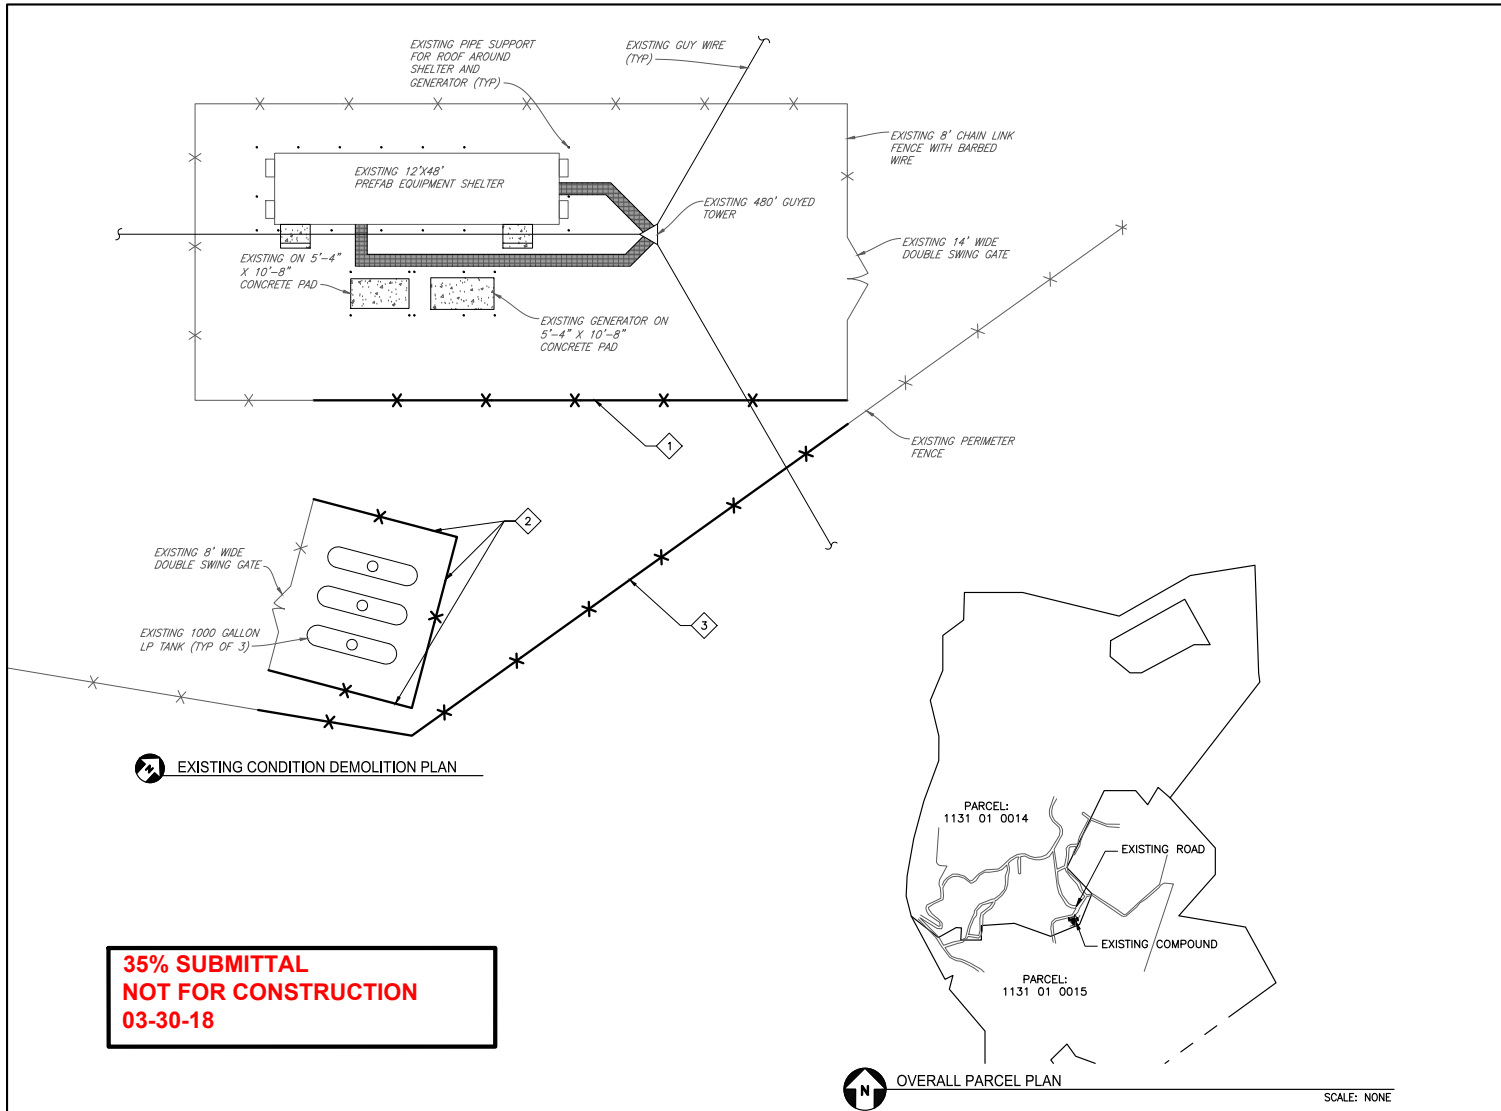 EXISTING PIPE SUPPORT
FOR ROOF AROUND
SHELTER AND
GENERATOR (TYP)
EXISTING GUY WIRE
(TYP)
EXISTING 8' CHAIN LINK
FENCE WITH BARBED
WIRE
EXISTING 12'X48'
PREFAB EQUIPMENT SHELTER
EXISTING 480' GUYED
TOWER
EXISTING 14' WIDE
DOUBLE SWING GATE
EXISTING ON 5'-4"
X 10'-8"
CONCRETE PAD
EXISTING GENERATOR ON
5'-4" X 10'-8"
CONCRETE PAD
1
EXISTING PERIMETER
FENCE
2
EXISTING 8' WIDE
DOUBLE SWING GATE
3
EXISTING 1000 GALLON
LP TANK (TYP OF 3)
N
EXISTING CONDITION DEMOLITION PLAN
PARCEL:
1131 01 0014
EXISTING ROAD
EXISTING COMPOUND
PARCEL:
1131 01 0015
35% SUBMITTAL
NOT FOR CONSTRUCTION
03-30-18
N
OVERALL PARCEL PLAN
SCALE: NONE